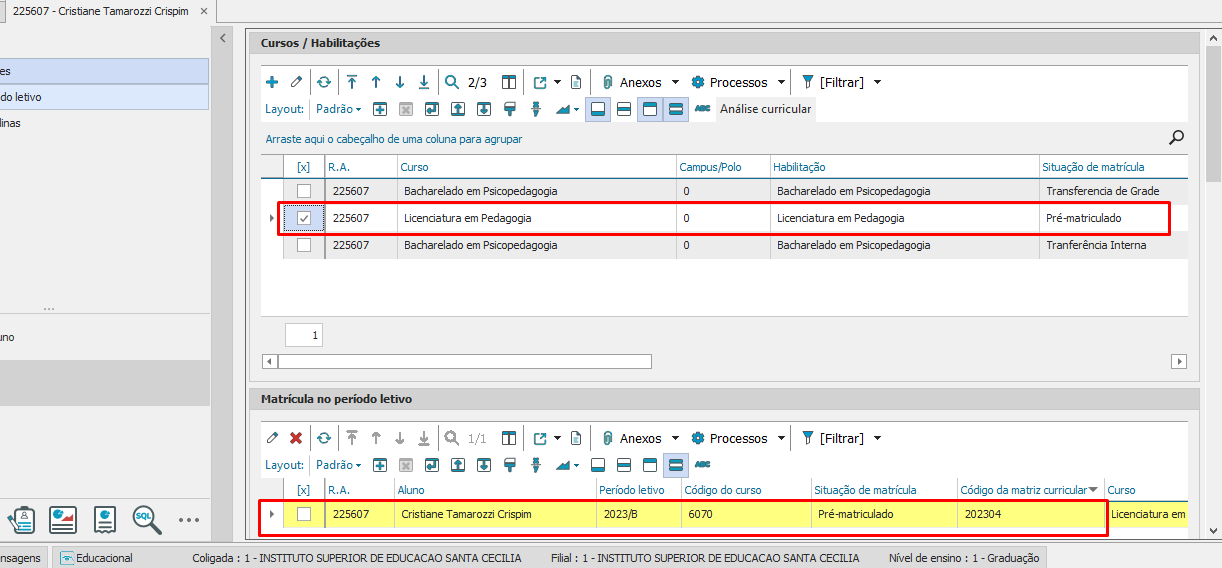 225607 - Cristiane Tamarozzi Crispim ×
es
do letivo
linas
uno
Cursos / Habilitações
2/3 Anexos Processos [Filtrar]
Layout: Padrão ABC Análise curricular
Arraste aqui o cabeçalho de uma coluna para agrupar
[x] R.A. Curso Campus/Polo Habilitação Situação de matrícula
225607 Bacharelado em Psicopedagogia 0 Bacharelado em Psicopedagogia Transferencia de Grade
225607 Licenciatura em Pedagogia 0 Licenciatura em Pedagogia Pré-matriculado
225607 Bacharelado em Psicopedagogia 0 Bacharelado em Psicopedagogia Tranferência Interna
1
Matrícula no período letivo
1/1 Anexos Processos [Filtrar]
Layout: Padrão ABC
[x] R.A. Aluno Período letivo Código do curso Situação de matrícula Código da matriz curricular Curso
225607 Cristiane Tamarozzi Crispim 2023/B 6070 Pré-matriculado 202304 Licenciatura em
SQL
nsagens Educacional Coligada : 1 - INSTITUTO SUPERIOR DE EDUCACAO SANTA CECILIA Filial : 1 - INSTITUTO SUPERIOR DE EDUCACAO SANTA CECILIA Nível de ensino : 1 - Graduação